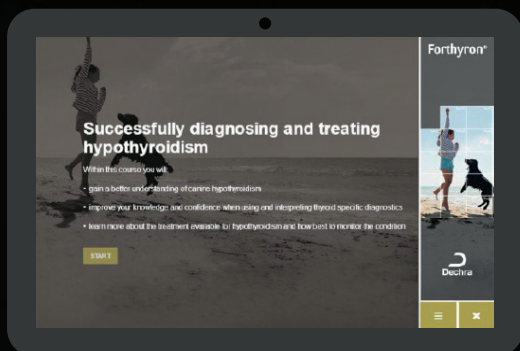 Successfully diagnosing and treating
hypothyroidism
Within this course you will:
• gain a better understanding of canine hypothyroidism
• improve your knowledge and confidence when using and interpreting thyroid specific diagnostics
• learn more about the treatment available for hypothyroidism and how best to monitor the condition
START
Forthyron®
Dechra